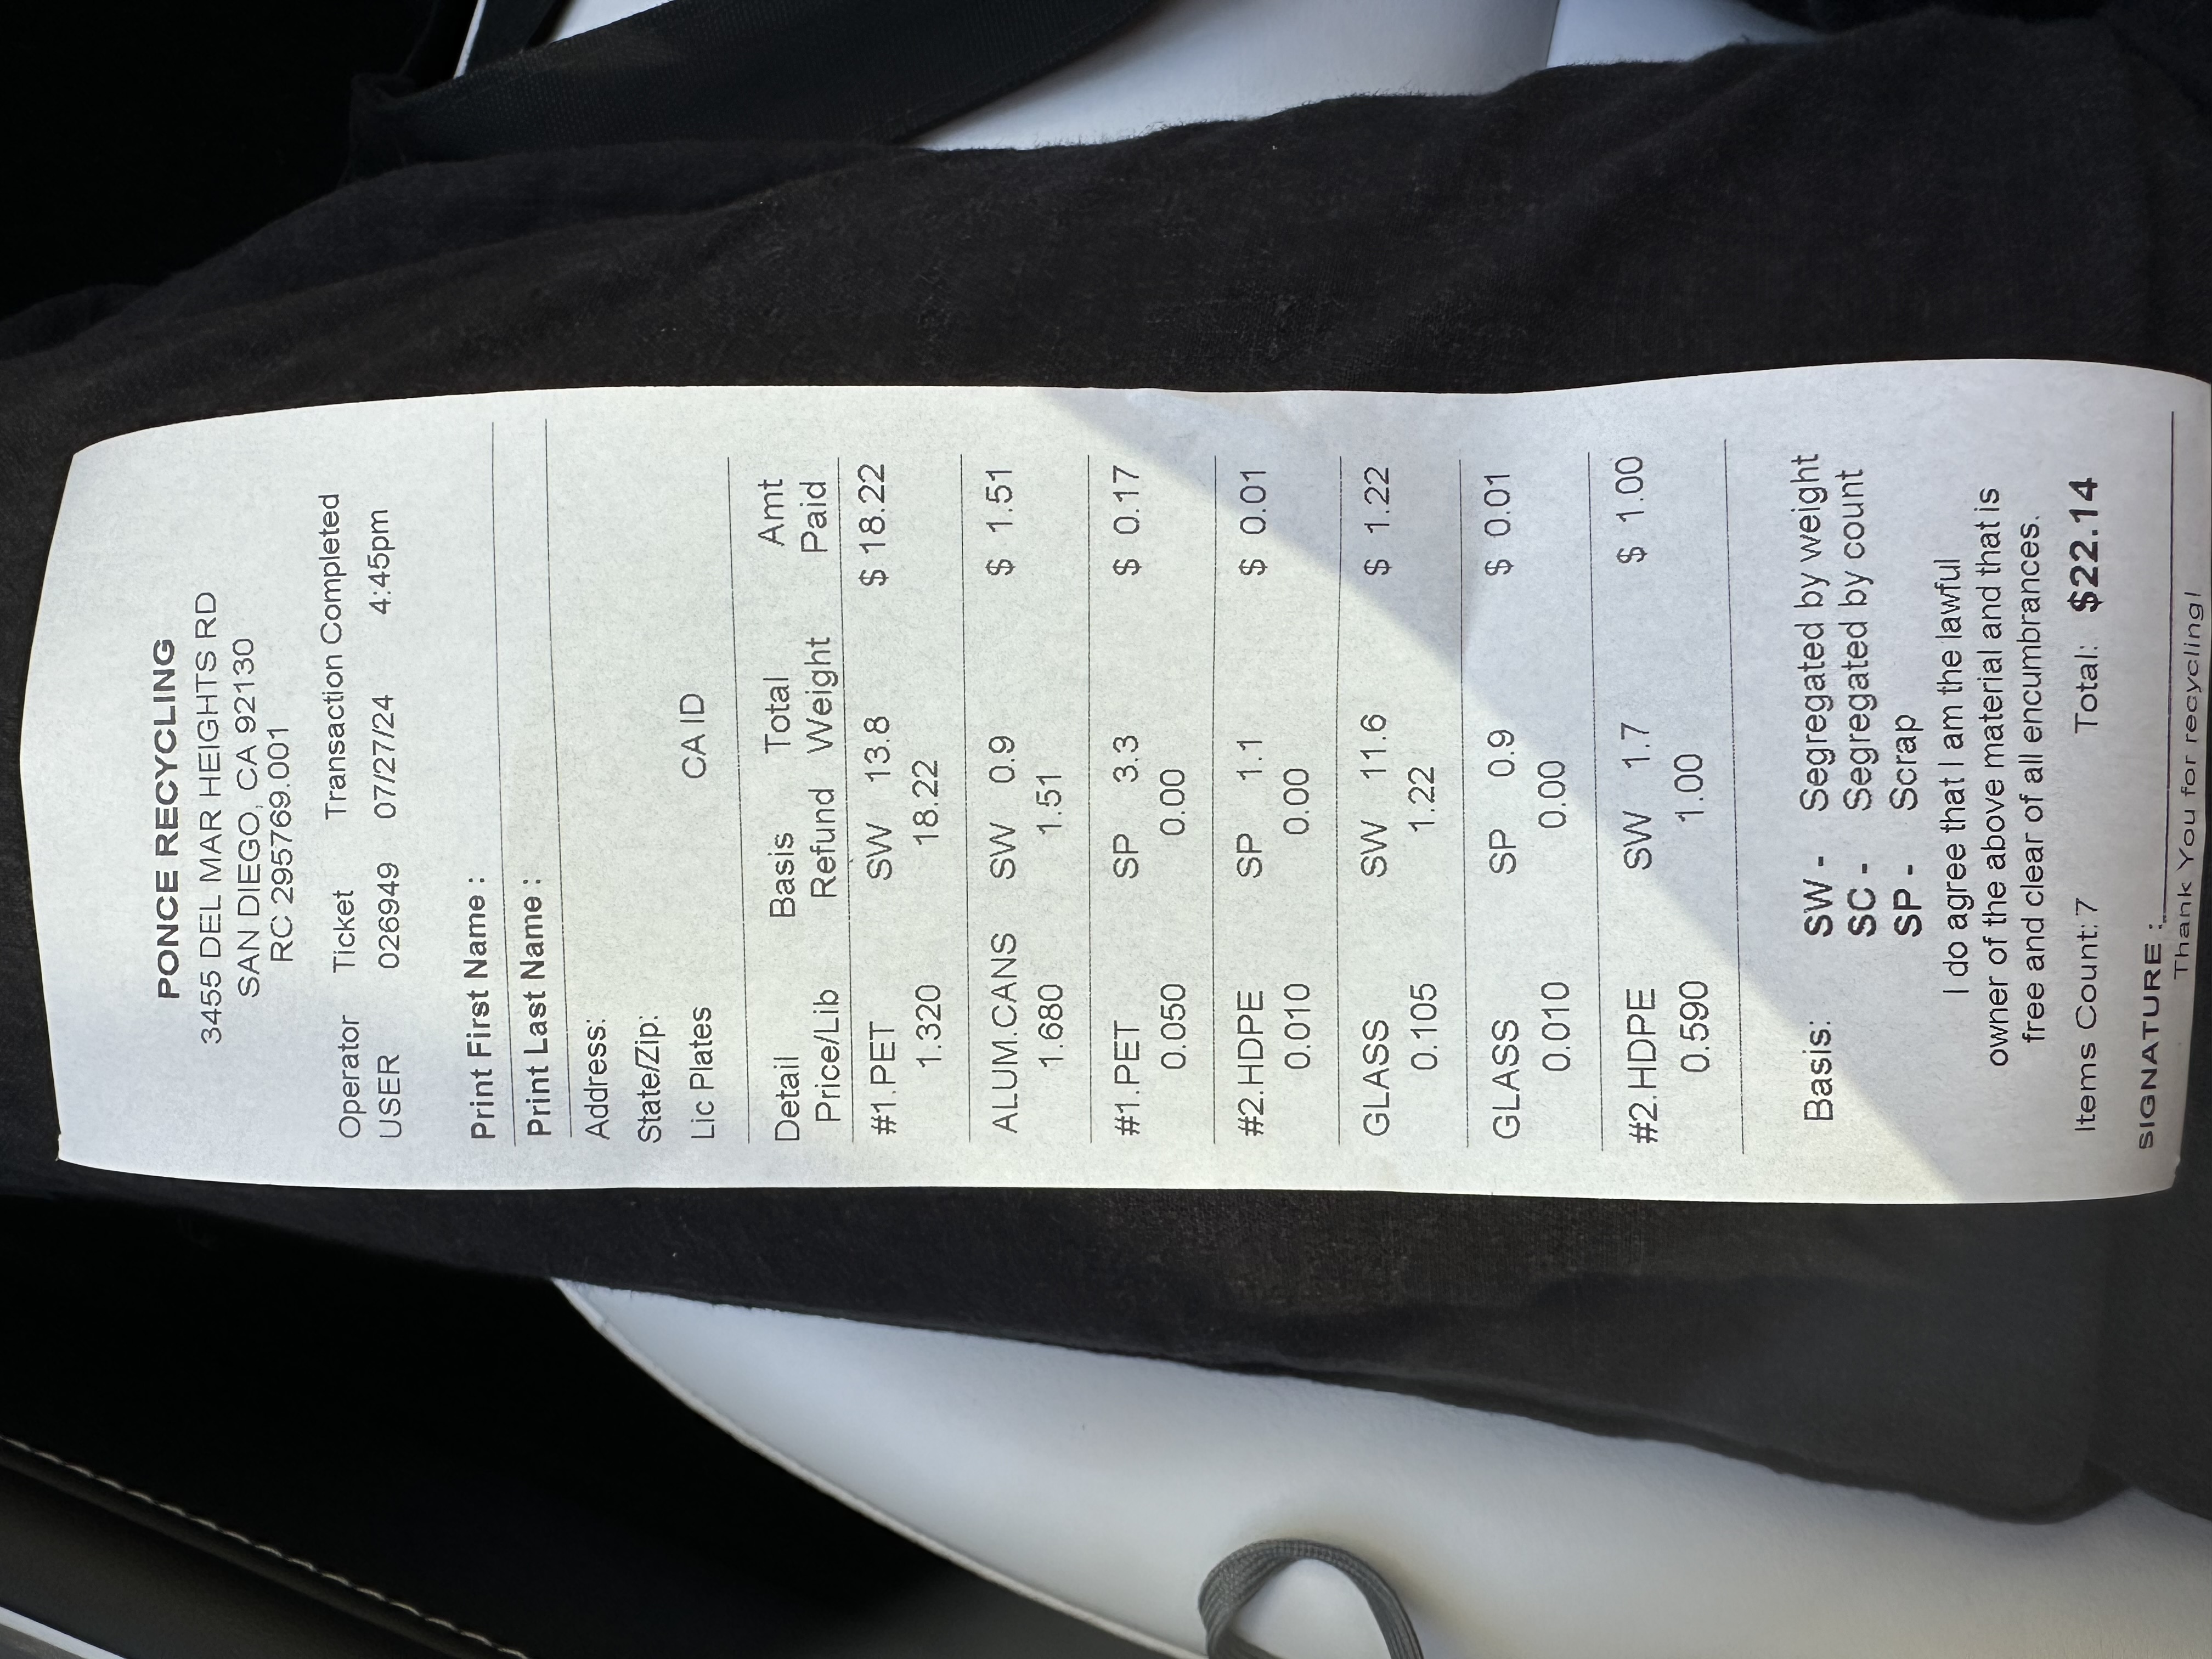 PONCE RECYCLING
3455 DEL MAR HEIGHTS RD
SAN DIEGO, CA 92130
RC 295769.001
Operator Ticket Transaction Completed
USER 026949 07/27/24 4:45pm
Print First Name :
Print Last Name :
Address:
State/Zip:
Lic Plates CA ID
Detail Basis Total Amt
Price/Lib Refund Weight Paid
#1.PET SW 13.8 $ 18.22
1.320 18.22
ALUM.CANS SW 0.9 $ 1.51
1.680 1.51
#1.PET SP 3.3 $ 0.17
0.050 0.00
#2.HDPE SP 1.1 $ 0.01
0.010 0.00
GLASS SW 11.6 $ 1.22
0.105 1.22
GLASS SP 0.9 $ 0.01
0.010 0.00
#2.HDPE SW 1.7 $ 1.00
0.590 1.00
Basis: SW - Segregated by weight
SC - Segregated by count
SP - Scrap
I do agree that I am the lawful
owner of the above material and that is
free and clear of all encumbrances.
Items Count: 7 Total: $22.14
SIGNATURE :
Thank You for recycling!